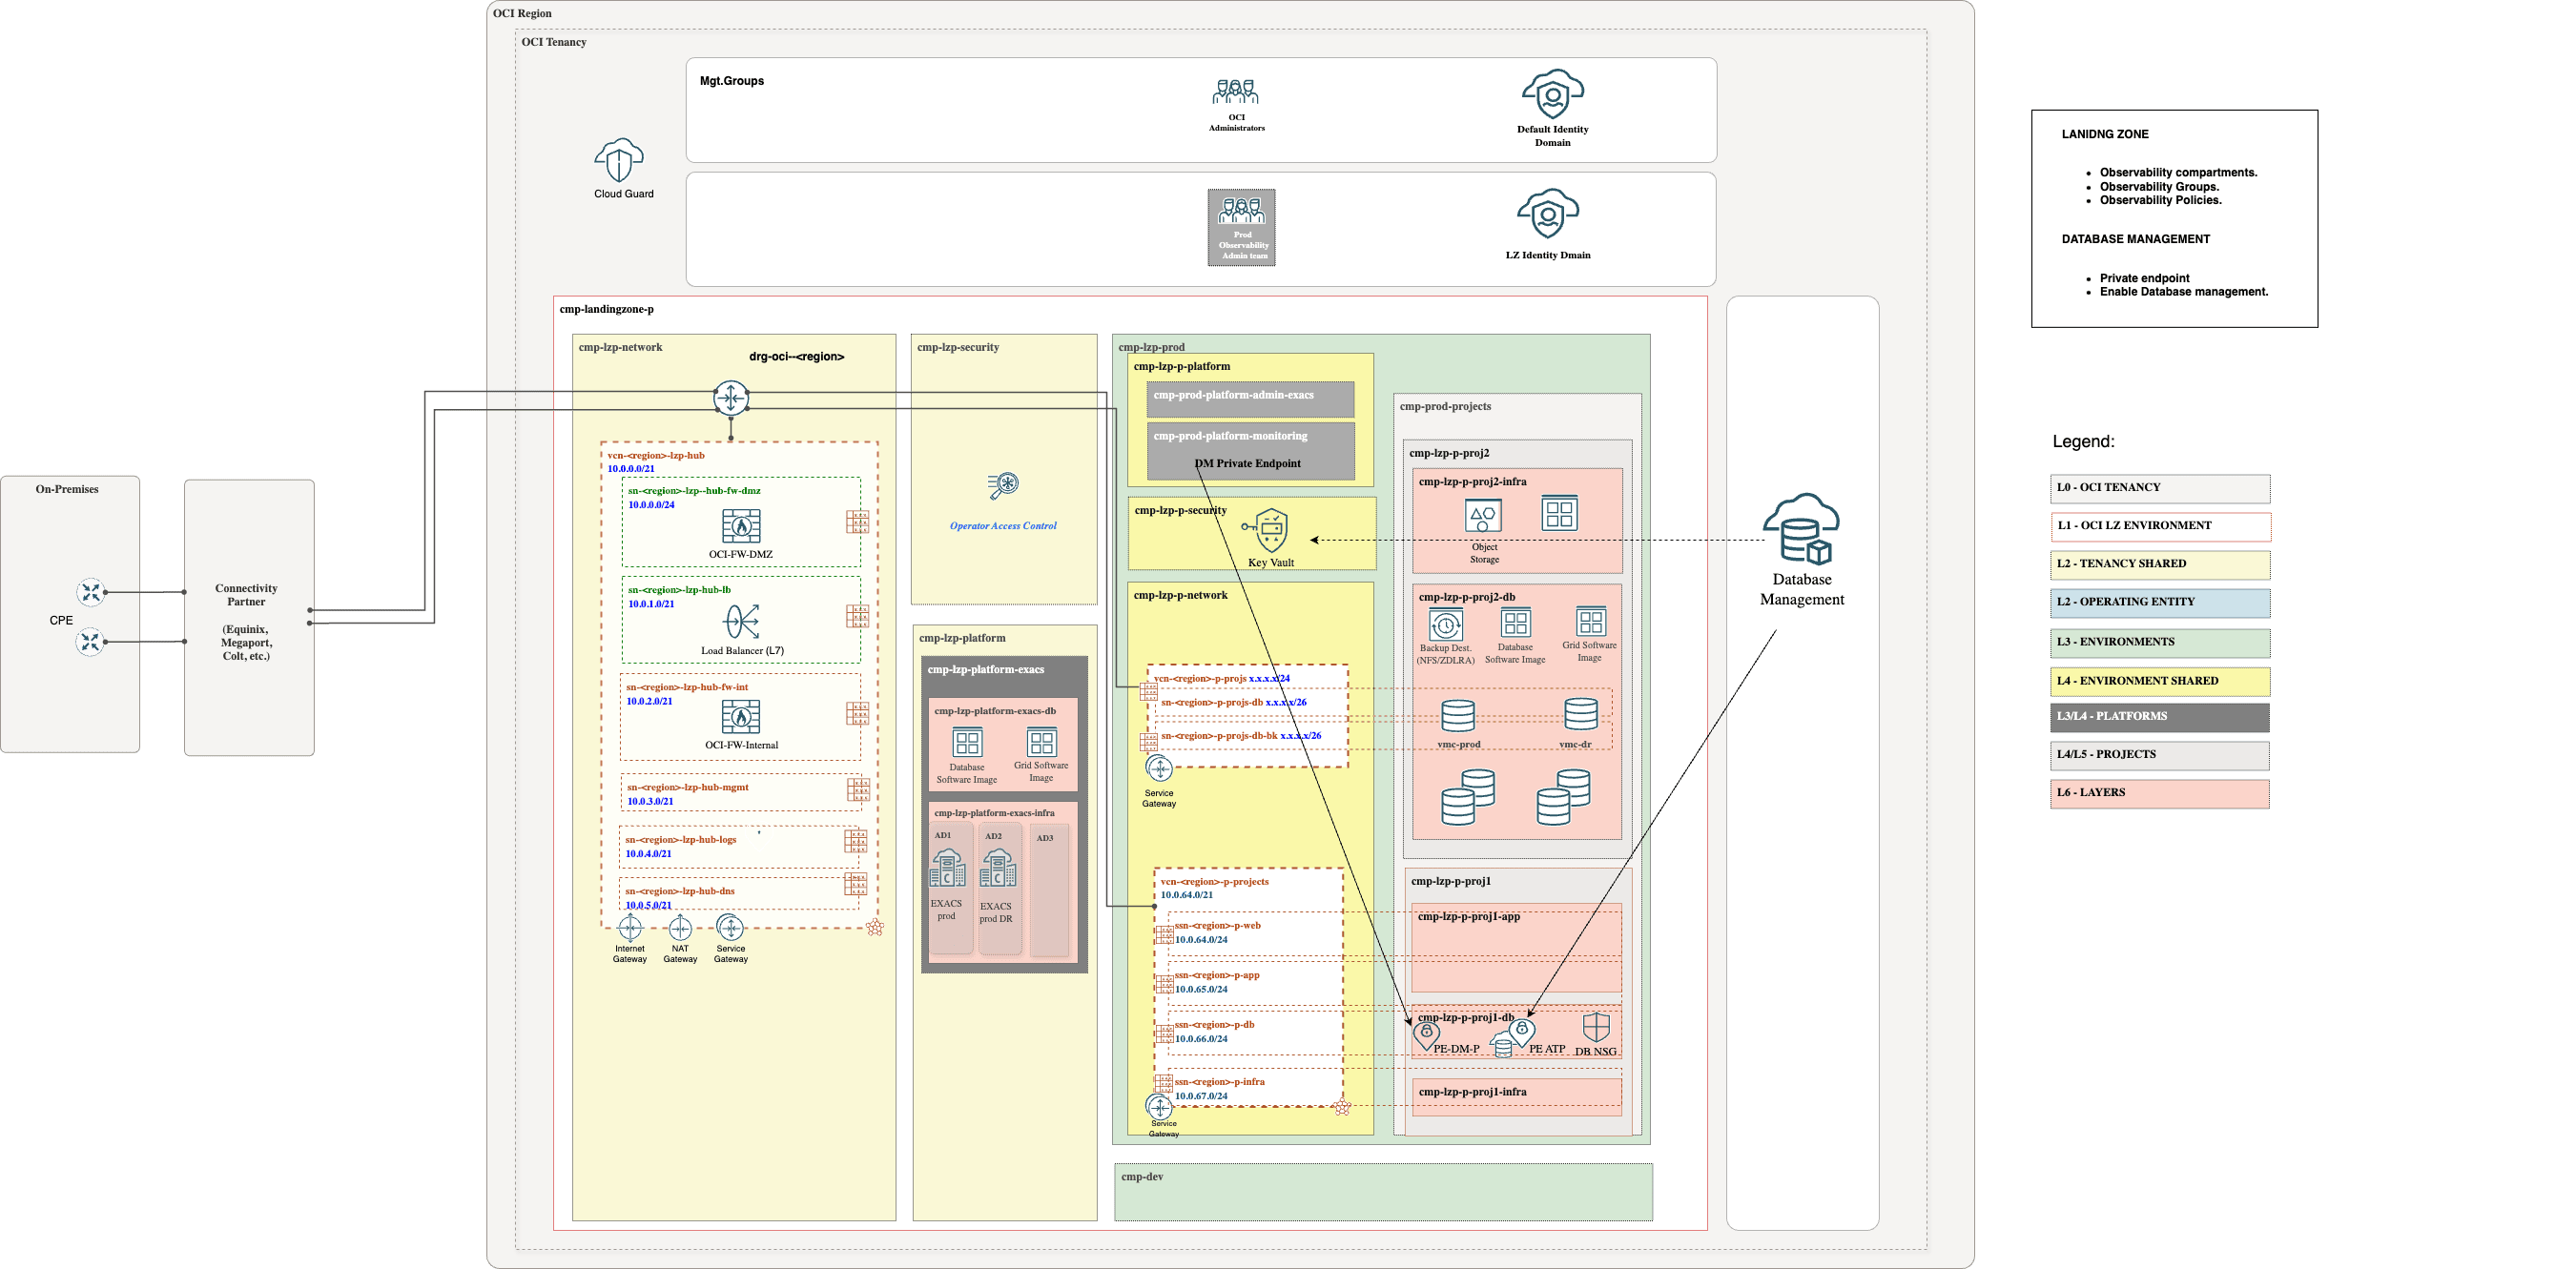 OCI Region
OCI Tenancy
Mgt.Groups
OCI
Administrators
Default Identity
Domain
Cloud Guard
Prod
Observability
Admin team
LZ Identity Dmain
LANIDNG ZONE
• Observability compartments.
• Observability Groups.
• Observability Policies.
DATABASE MANAGEMENT
• Private endpoint
• Enable Database management.
On-Premises
CPE
Connectivity
Partner
(Equinix,
Megaport,
Colt, etc.)
cmp-landingzone-p
cmp-lzp-network
drg-oci--<region>
vcn-<region>-lzp-hub
10.0.0.0/21
sn-<region>-lzp--hub-fw-dmz
10.0.0.0/24
OCI-FW-DMZ
sn-<region>-lzp-hub-lb
10.0.1.0/21
Load Balancer (L7)
sn-<region>-lzp-hub-fw-int
10.0.2.0/21
OCI-FW-Internal
sn-<region>-lzp-hub-mgmt
10.0.3.0/21
sn-<region>-lzp-hub-logs
10.0.4.0/21
sn-<region>-lzp-hub-dns
10.0.5.0/21
Internet
Gateway
NAT
Gateway
Service
Gateway
cmp-lzp-security
Operator Access Control
cmp-lzp-platform
cmp-lzp-platform-exacs
cmp-lzp-platform-exacs-db
Database
Software Image
Grid Software
Image
cmp-lzp-platform-exacs-infra
AD1
AD2
AD3
EXACS
prod
EXACS
prod DR
cmp-lzp-prod
cmp-lzp-p-platform
cmp-prod-platform-admin-exacs
cmp-prod-platform-monitoring
DM Private Endpoint
cmp-lzp-p-security
Key Vault
cmp-lzp-p-network
vcn-<region>-p-projs x.x.x.x/24
sn-<region>-p-projs-db x.x.x.x/26
sn-<region>-p-projs-db-bk x.x.x.x/26
Service
Gateway
vcn-<region>-p-projects
10.0.64.0/21
ssn-<region>-p-web
10.0.64.0/24
ssn-<region>-p-app
10.0.65.0/24
ssn-<region>-p-db
10.0.66.0/24
ssn-<region>-p-infra
10.0.67.0/24
Service
Gateway
cmp-prod-projects
cmp-lzp-p-proj2
cmp-lzp-p-proj2-infra
Object
Storage
cmp-lzp-p-proj2-db
Backup Dest.
(NFS/ZDLRA)
Database
Software Image
Grid Software
Image
vmc-prod
vmc-dr
cmp-lzp-p-proj1
cmp-lzp-p-proj1-app
cmp-lzp-p-proj1-db
PE-DM-P
PE ATP
DB NSG
cmp-lzp-p-proj1-infra
cmp-dev
Database
Management
Legend:
L0 - OCI TENANCY
L1 - OCI LZ ENVIRONMENT
L2 - TENANCY SHARED
L2 - OPERATING ENTITY
L3 - ENVIRONMENTS
L4 - ENVIRONMENT SHARED
L3/L4 - PLATFORMS
L4/L5 - PROJECTS
L6 - LAYERS